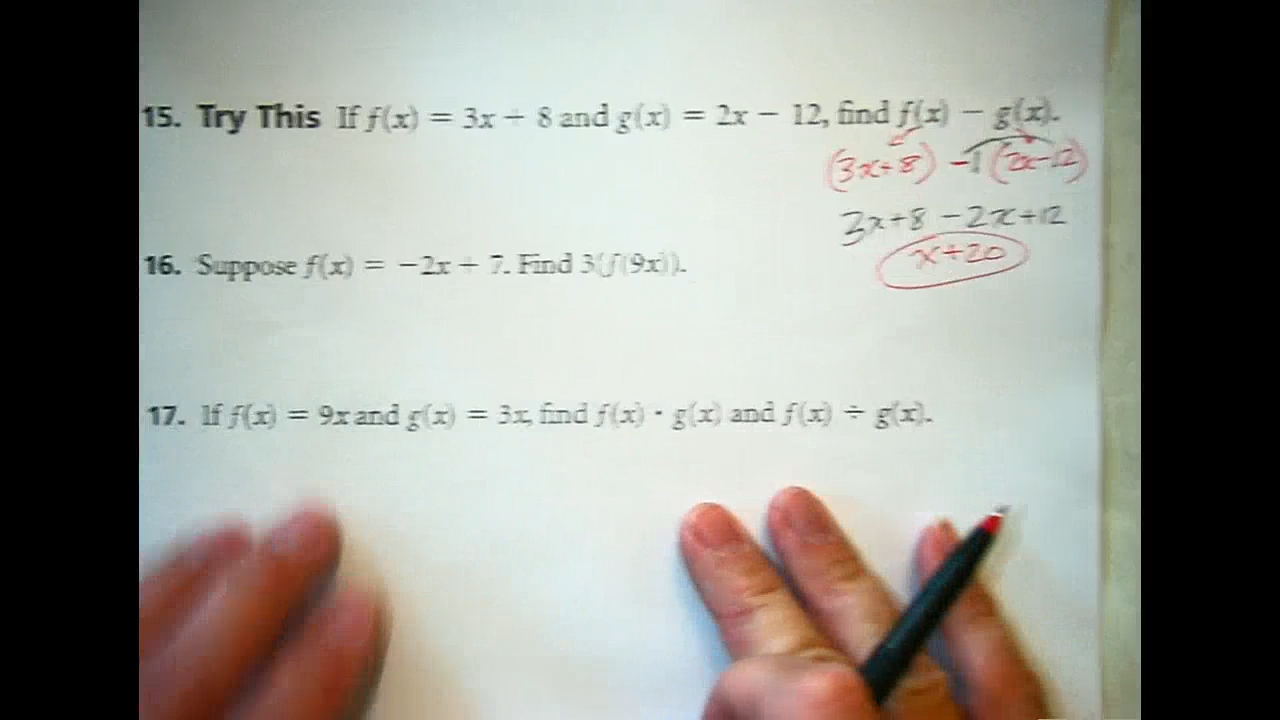 15. Try This If f(x) = 3x + 8 and g(x) = 2x − 12, find f(x) − g(x).
(3x+8) −1(2x−12)
3x+8 −2x+12
x+20
16. Suppose f(x) = −2x + 7. Find 3(f(9x)).
17. If f(x) = 9x and g(x) = 3x, find f(x) · g(x) and f(x) ÷ g(x).